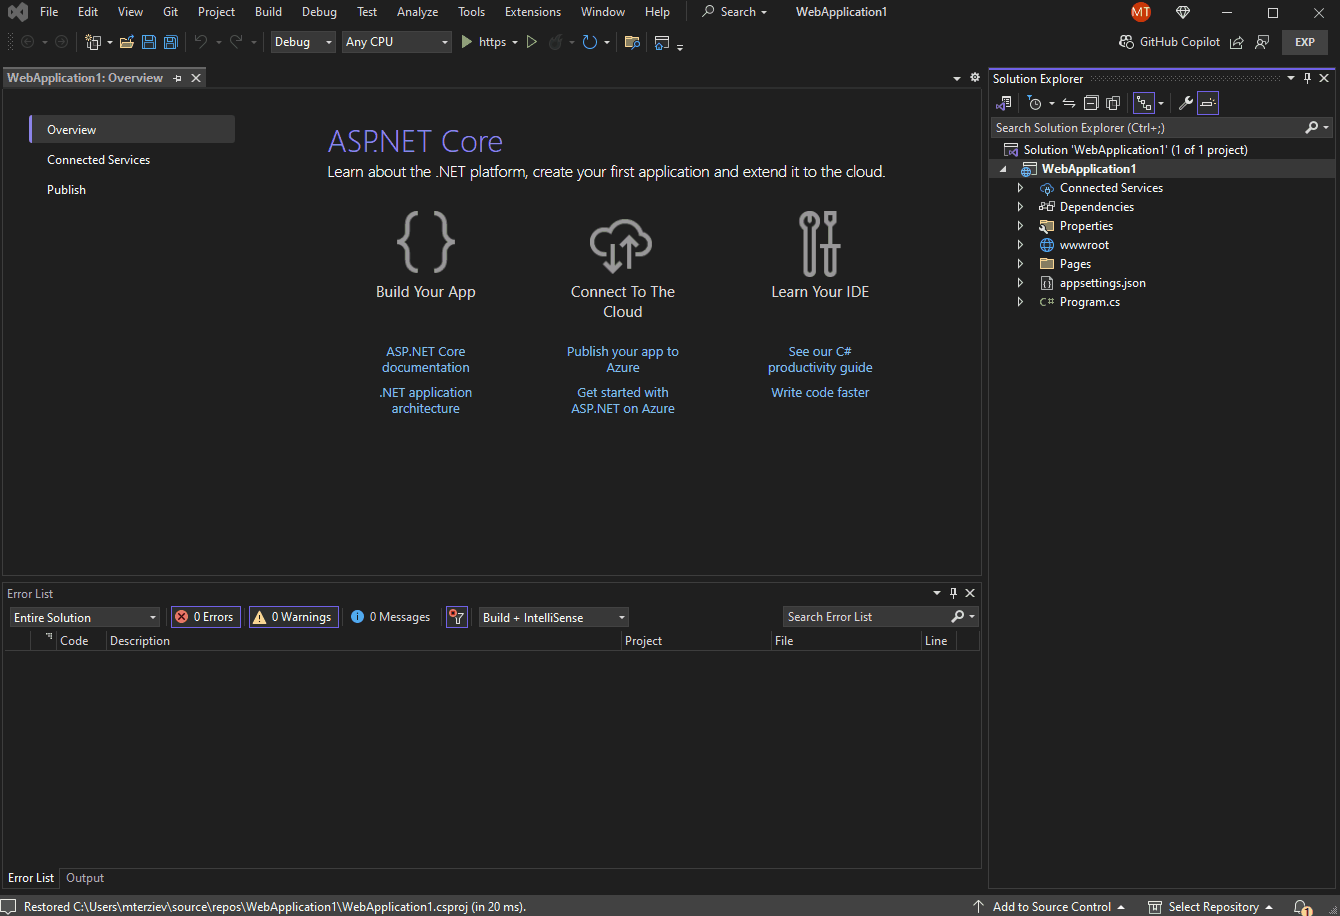 File Edit View Git Project Build Debug Test Analyze Tools Extensions Window Help Search WebApplication1 MT
Debug Any CPU https GitHub Copilot EXP
WebApplication1: Overview
Overview
Connected Services
Publish
ASP.NET Core
Learn about the .NET platform, create your first application and extend it to the cloud.
Build Your App
Connect To The
Cloud
Learn Your IDE
ASP.NET Core
documentation
.NET application
architecture
Publish your app to
Azure
Get started with
ASP.NET on Azure
See our C#
productivity guide
Write code faster
Solution Explorer
Search Solution Explorer (Ctrl+;)
Solution 'WebApplication1' (1 of 1 project)
WebApplication1
Connected Services
Dependencies
Properties
wwwroot
Pages
appsettings.json
C# Program.cs
Error List
Entire Solution 0 Errors 0 Warnings 0 Messages Build + IntelliSense Search Error List
Code Description Project File Line
Error List Output
Restored C:\Users\mterziev\source\repos\WebApplication1\WebApplication1.csproj (in 20 ms). Add to Source Control Select Repository 1